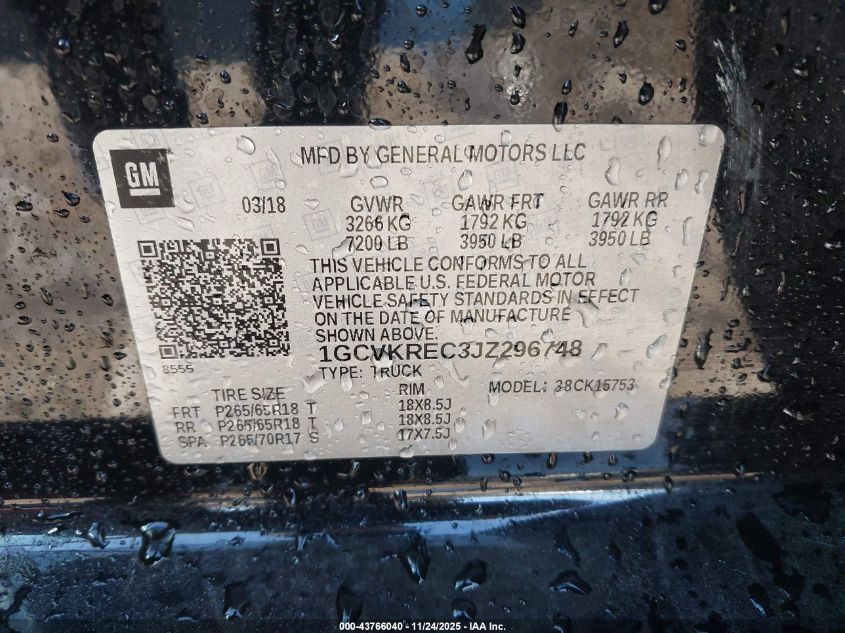 GM
MFD BY GENERAL MOTORS LLC
03/18 GVWR GAWR FRT GAWR RR
3266 KG 1792 KG 1792 KG
7200 LB 3950 LB 3950 LB
THIS VEHICLE CONFORMS TO ALL
APPLICABLE U.S. FEDERAL MOTOR
VEHICLE SAFETY STANDARDS IN EFFECT
ON THE DATE OF MANUFACTURE
SHOWN ABOVE.
8555
1GCVKREC3JZ296748
TYPE: TRUCK MODEL: 38CK15753
TIRE SIZE RIM
FRT P265/65R18 T 18X8.5J
RR P265/65R18 T 18X8.5J
SPA P265/70R17 S 17X7.5J
000-43766040 - 11/24/2025 - IAA Inc.